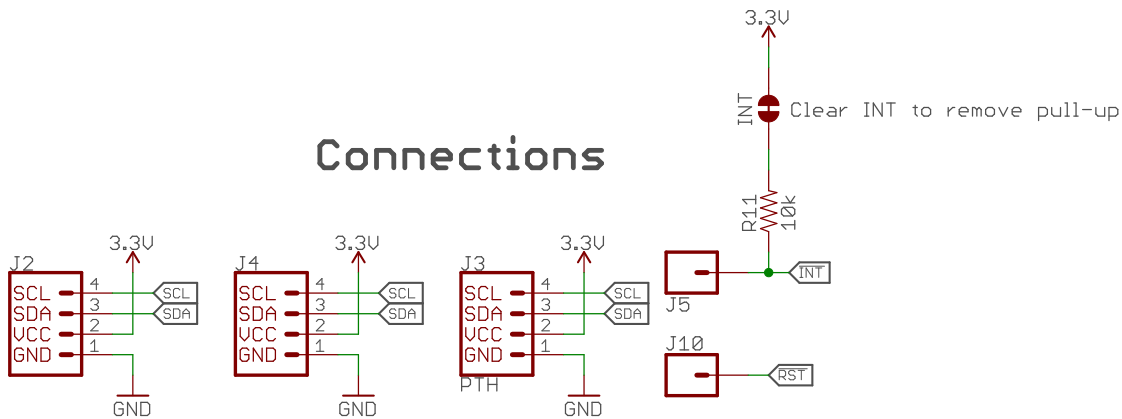 3.3V
INT
Clear INT to remove pull-up
Connections
R11
10k
3.3V
3.3V
3.3V
J2
J4
J3
SCL 4 SCL
SDA 3 SDA
VCC 2
GND 1
GND
SCL 4 SCL
SDA 3 SDA
VCC 2
GND 1
GND
SCL 4 SCL
SDA 3 SDA
VCC 2
GND 1
PTH
GND
INT
J5
J10
RST